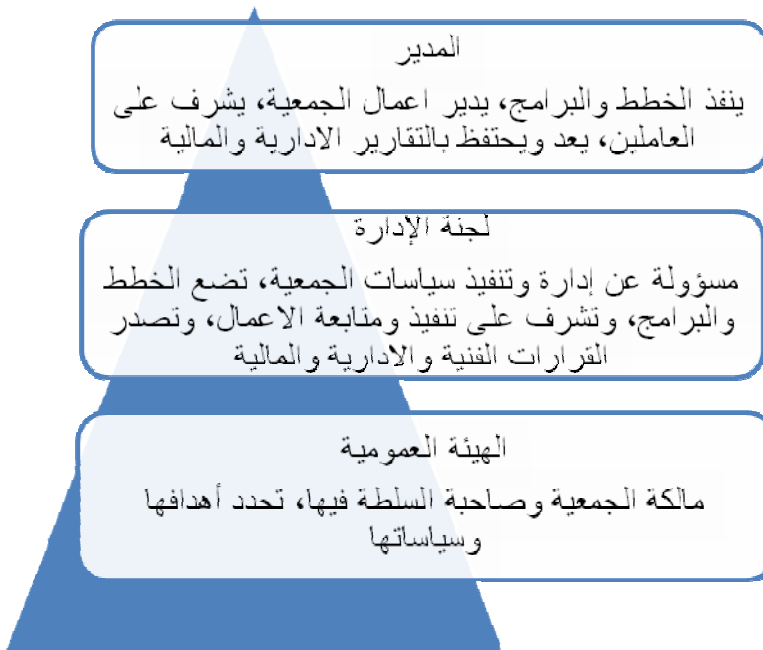 المدير
ينفذ الخطط والبرامج، يدير اعمال الجمعية، يشرف على
العاملين، يعد ويحتفظ بالتقارير الادارية والمالية
لجنة الإدارة
مسؤولة عن إدارة وتنفيذ سياسات الجمعية، تضع الخطط
والبرامج، وتشرف على تنفيذ ومتابعة الاعمال، وتصدر
القرارات الفنية والادارية والمالية
الهيئة العمومية
مالكة الجمعية وصاحبة السلطة فيها، تحدد أهدافها
وسياساتها